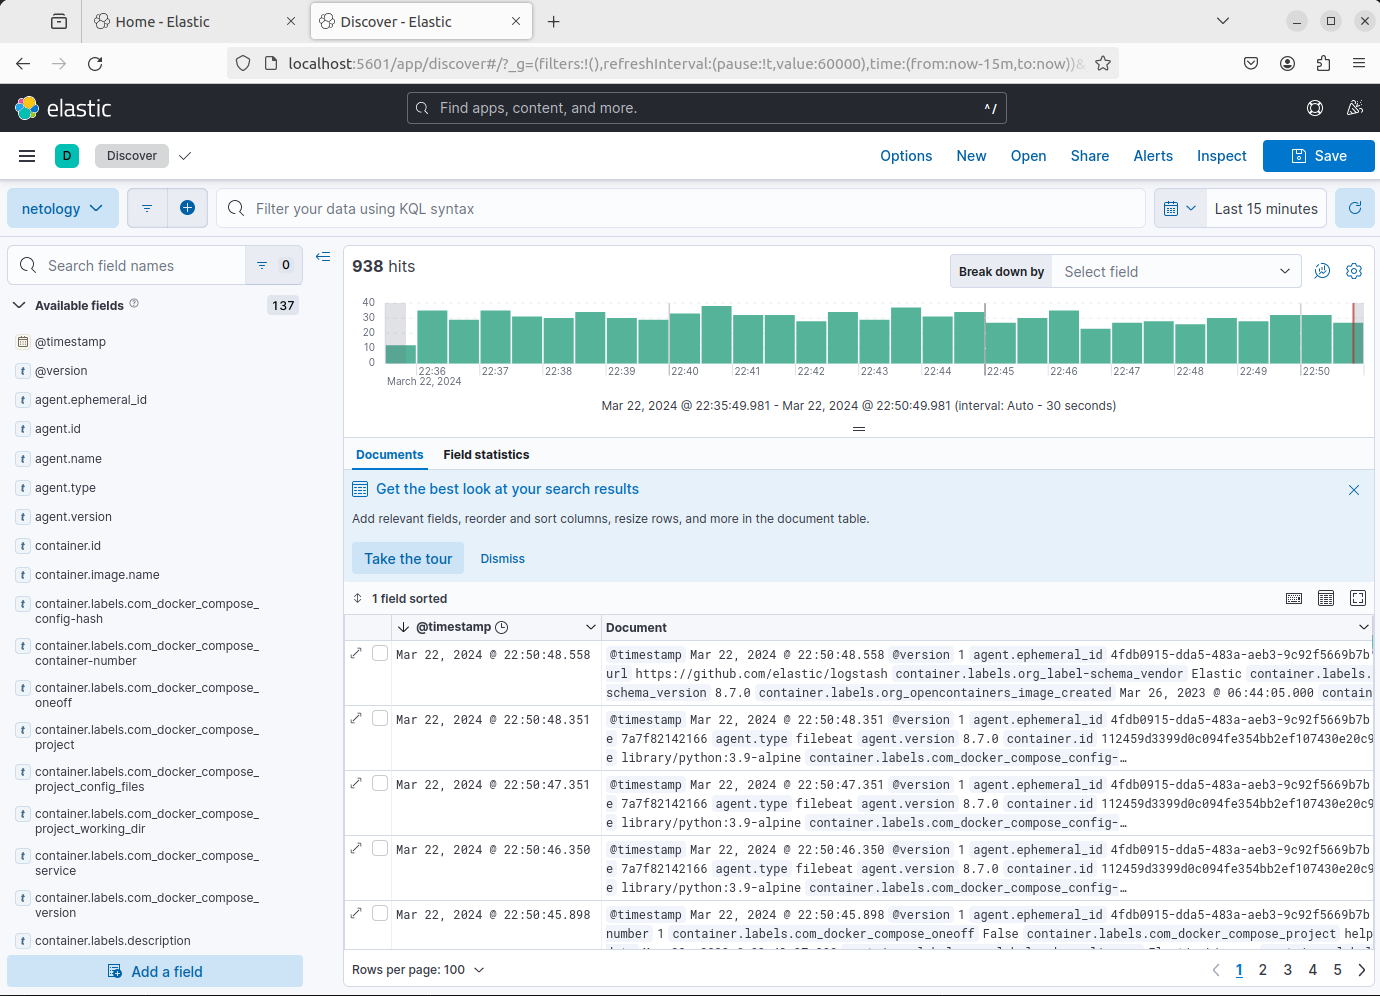 Home - Elastic
Discover - Elastic
localhost:5601/app/discover#/?_g=(filters:!(),refreshInterval:(pause:!t,value:60000),time:(from:now-15m,to:now))&
elastic
Find apps, content, and more.
^/
D
Discover
Options
New
Open
Share
Alerts
Inspect
Save
netology
Filter your data using KQL syntax
Last 15 minutes
Search field names
0
Available fields
137
@timestamp
t @version
t agent.ephemeral_id
t agent.id
t agent.name
t agent.type
t agent.version
t container.id
t container.image.name
t container.labels.com_docker_compose_
config-hash
t container.labels.com_docker_compose_
container-number
t container.labels.com_docker_compose_
oneoff
t container.labels.com_docker_compose_
project
t container.labels.com_docker_compose_
project_config_files
t container.labels.com_docker_compose_
project_working_dir
t container.labels.com_docker_compose_
service
t container.labels.com_docker_compose_
version
t container.labels.description
Add a field
938 hits
Break down by
Select field
40
30
20
10
0
22:36 22:37 22:38 22:39 22:40 22:41 22:42 22:43 22:44 22:45 22:46 22:47 22:48 22:49 22:50
March 22, 2024
Mar 22, 2024 @ 22:35:49.981 - Mar 22, 2024 @ 22:50:49.981 (interval: Auto - 30 seconds)
Documents
Field statistics
Get the best look at your search results
Add relevant fields, reorder and sort columns, resize rows, and more in the document table.
Take the tour
Dismiss
1 field sorted
@timestamp
Document
Mar 22, 2024 @ 22:50:48.558
@timestamp Mar 22, 2024 @ 22:50:48.558 @version 1 agent.ephemeral_id 4fdb0915-dda5-483a-aeb3-9c92f5669b7b
url https://github.com/elastic/logstash container.labels.org_label-schema_vendor Elastic container.labels.
schema_version 8.7.0 container.labels.org_opencontainers_image_created Mar 26, 2023 @ 06:44:05.000 contain
Mar 22, 2024 @ 22:50:48.351
@timestamp Mar 22, 2024 @ 22:50:48.351 @version 1 agent.ephemeral_id 4fdb0915-dda5-483a-aeb3-9c92f5669b7b
e 7a7f82142166 agent.type filebeat agent.version 8.7.0 container.id 112459d3399d0c094fe354bb2ef107430e20c9
e library/python:3.9-alpine container.labels.com_docker_compose_config-…
Mar 22, 2024 @ 22:50:47.351
@timestamp Mar 22, 2024 @ 22:50:47.351 @version 1 agent.ephemeral_id 4fdb0915-dda5-483a-aeb3-9c92f5669b7b
e 7a7f82142166 agent.type filebeat agent.version 8.7.0 container.id 112459d3399d0c094fe354bb2ef107430e20c9
e library/python:3.9-alpine container.labels.com_docker_compose_config-…
Mar 22, 2024 @ 22:50:46.350
@timestamp Mar 22, 2024 @ 22:50:46.350 @version 1 agent.ephemeral_id 4fdb0915-dda5-483a-aeb3-9c92f5669b7b
e 7a7f82142166 agent.type filebeat agent.version 8.7.0 container.id 112459d3399d0c094fe354bb2ef107430e20c9
e library/python:3.9-alpine container.labels.com_docker_compose_config-…
Mar 22, 2024 @ 22:50:45.898
@timestamp Mar 22, 2024 @ 22:50:45.898 @version 1 agent.ephemeral_id 4fdb0915-dda5-483a-aeb3-9c92f5669b7b
number 1 container.labels.com_docker_compose_oneoff False container.labels.com_docker_compose_project help
Rows per page: 100
1 2 3 4 5